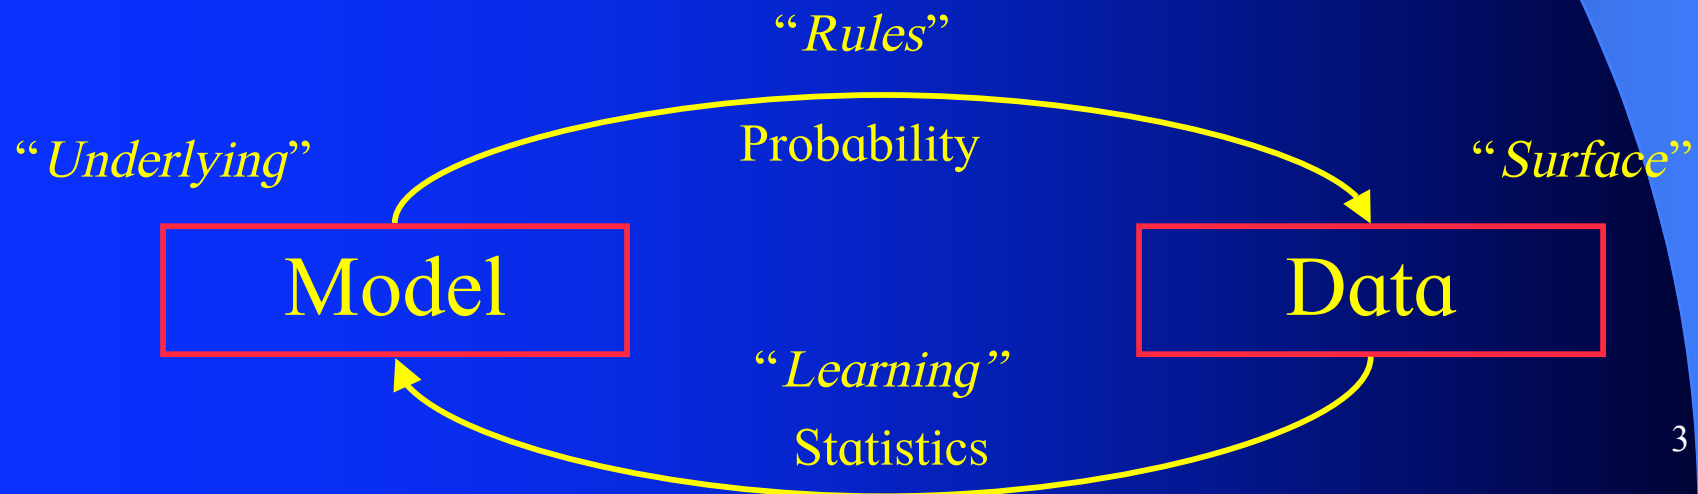 “Rules”
Probability
“Underlying”
“Surface”
Model
Data
“Learning”
Statistics
3